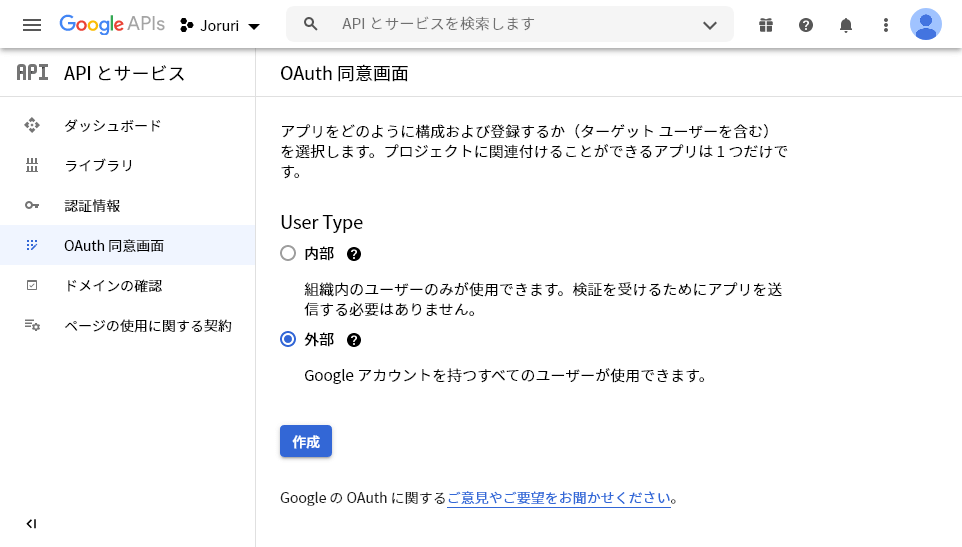 Google APIs
Joruri
API とサービスを検索します
API
API とサービス
OAuth 同意画面
ダッシュボード
ライブラリ
認証情報
OAuth 同意画面
ドメインの確認
ページの使用に関する契約
アプリをどのように構成および登録するか（ターゲット ユーザーを含む）
を選択します。プロジェクトに関連付けることができるアプリは 1 つだけで
す。
User Type
内部
組織内のユーザーのみが使用できます。検証を受けるためにアプリを送
信する必要はありません。
外部
Google アカウントを持つすべてのユーザーが使用できます。
作成
Google の OAuth に関するご意見やご要望をお聞かせください。